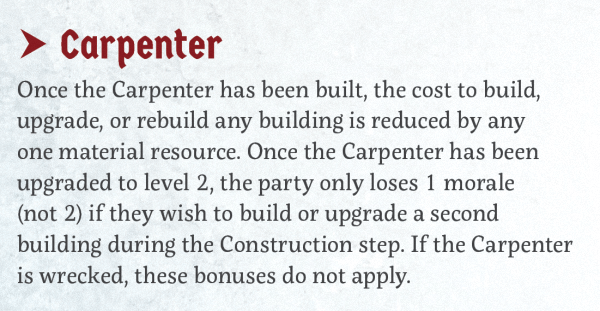 Carpenter
Once the Carpenter has been built, the cost to build,
upgrade, or rebuild any building is reduced by any
one material resource. Once the Carpenter has been
upgraded to level 2, the party only loses 1 morale
(not 2) if they wish to build or upgrade a second
building during the Construction step. If the Carpenter
is wrecked, these bonuses do not apply.